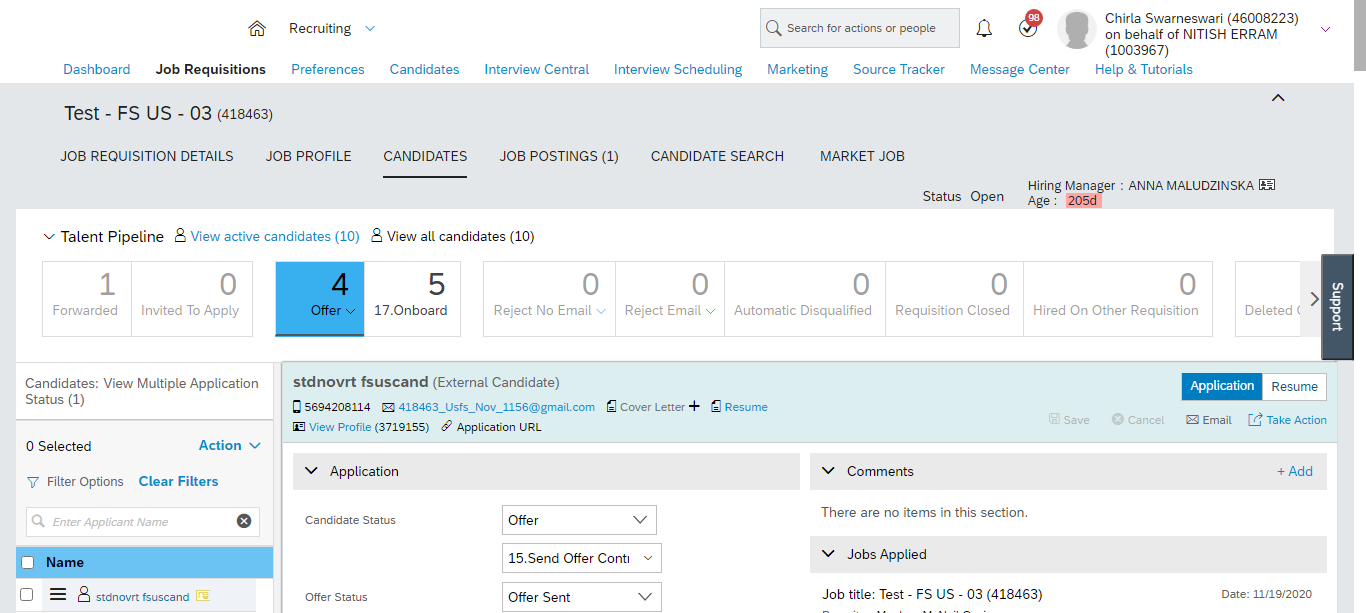 Recruiting
Search for actions or people
98
Chirla Swarneswari (46008223)
on behalf of NITISH ERRAM
(1003967)
Dashboard Job Requisitions Preferences Candidates Interview Central Interview Scheduling Marketing Source Tracker Message Center Help & Tutorials
Test - FS US - 03 (418463)
JOB REQUISITION DETAILS JOB PROFILE CANDIDATES JOB POSTINGS (1) CANDIDATE SEARCH MARKET JOB
Status Open
Hiring Manager : ANNA MALUDZINSKA
Age : 205d
Talent Pipeline View active candidates (10) View all candidates (10)
1 0 4 5 0 0 0 0 0
Forwarded Invited To Apply Offer 17.Onboard Reject No Email Reject Email Automatic Disqualified Requisition Closed Hired On Other Requisition Deleted
Support
Candidates: View Multiple Application
Status (1)
0 Selected Action
Filter Options Clear Filters
Enter Applicant Name
Name
stdnovrt fsuscand
stdnovrt fsuscand (External Candidate)
5694208114 418463_Usfs_Nov_1156@gmail.com Cover Letter + Resume
View Profile (3719155) Application URL
Application Resume
Save Cancel Email Take Action
Application
Candidate Status Offer
15.Send Offer Contr
Offer Status Offer Sent
Comments + Add
There are no items in this section.
Jobs Applied
Job title: Test - FS US - 03 (418463) Date: 11/19/2020